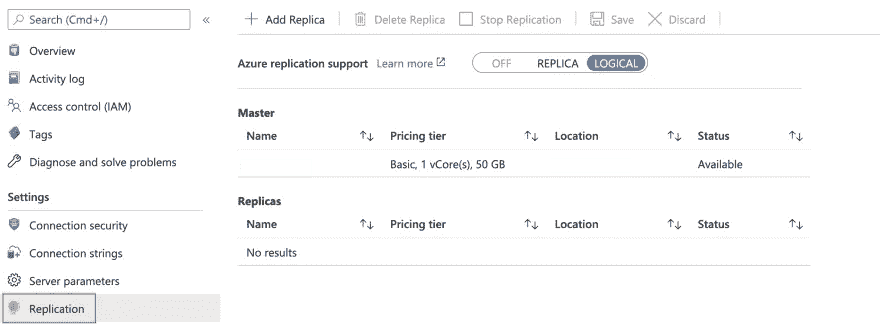 Search (Cmd+/)
«
Overview
Activity log
Access control (IAM)
Tags
Diagnose and solve problems
Settings
Connection security
Connection strings
Server parameters
Replication
+ Add Replica
Delete Replica
Stop Replication
Save
Discard
Azure replication support Learn more OFF REPLICA LOGICAL
Master
Name ↑↓ Pricing tier ↑↓ Location ↑↓ Status ↑↓
Basic, 1 vCore(s), 50 GB Available
Replicas
Name ↑↓ Pricing tier ↑↓ Location ↑↓ Status ↑↓
No results